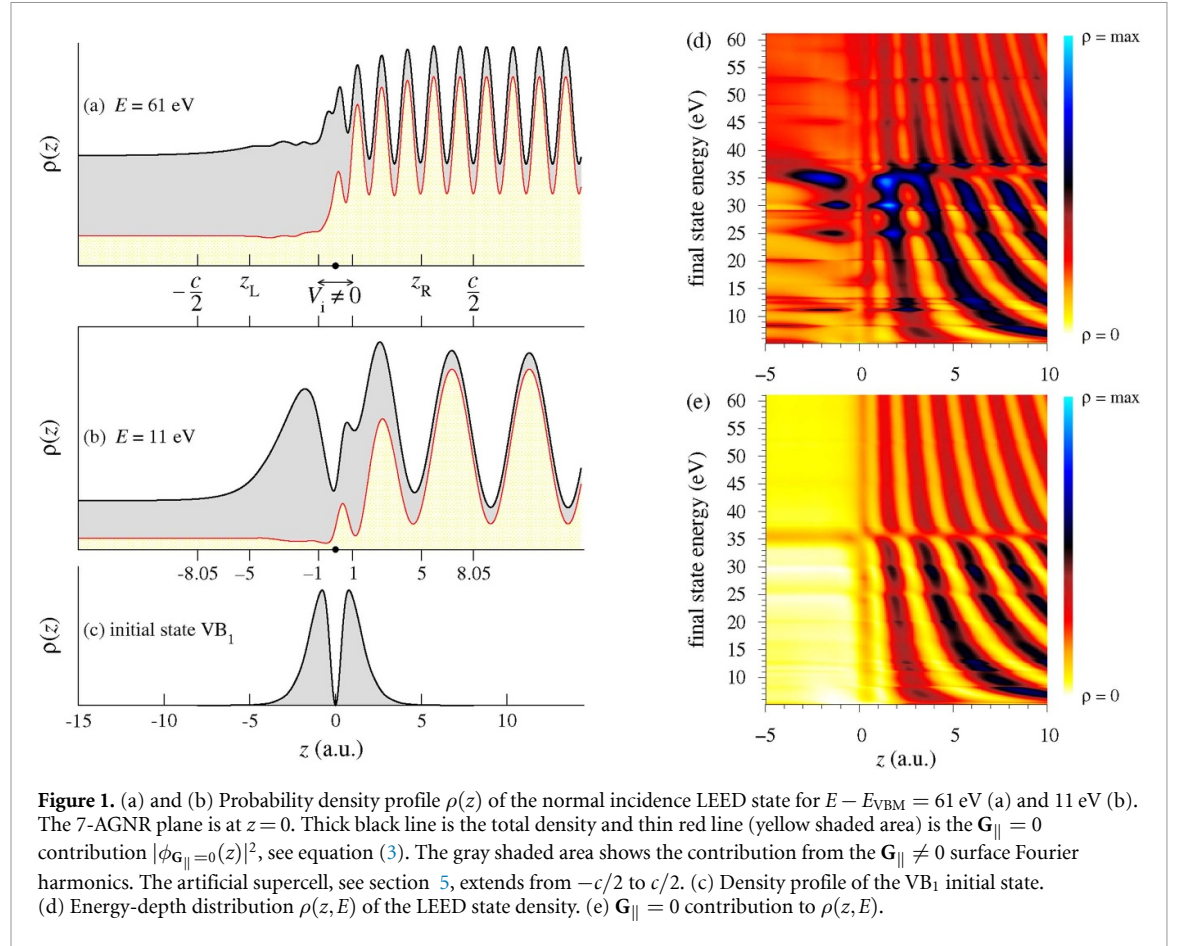 (a) E = 61 eV
ρ(z)
−c/2 z_L V_i ≠ 0 z_R c/2
(b) E = 11 eV
ρ(z)
-8.05 −5 −1 1 5 8.05
(c) initial state VB₁
ρ(z)
-15 -10 -5 0 5 10
z (a.u.)
(d)
final state energy (eV)
60
55
50
45
40
35
30
25
20
15
10
−5 0 5 10
ρ = max
ρ = 0
(e)
final state energy (eV)
60
55
50
45
40
35
30
25
20
15
10
−5 0 5 10
z (a.u.)
ρ = max
ρ = 0
Figure 1. (a) and (b) Probability density profile ρ(z) of the normal incidence LEED state for E − E_VBM = 61 eV (a) and 11 eV (b).
The 7-AGNR plane is at z = 0. Thick black line is the total density and thin red line (yellow shaded area) is the G∥ = 0
contribution |ϕ_G∥=0(z)|², see equation (3). The gray shaded area shows the contribution from the G∥ ≠ 0 surface Fourier
harmonics. The artificial supercell, see section 5, extends from −c/2 to c/2. (c) Density profile of the VB₁ initial state.
(d) Energy-depth distribution ρ(z, E) of the LEED state density. (e) G∥ = 0 contribution to ρ(z, E).